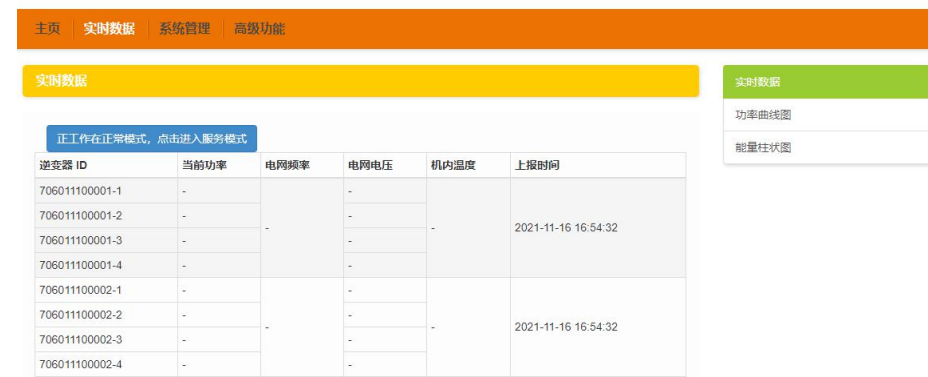 主页 实时数据 系统管理 高级功能
实时数据
正工作在正常模式，点击进入服务模式
逆变器 ID 当前功率 电网频率 电网电压 机内温度 上报时间
706011100001-1 - -
706011100001-2 - -
- - 2021-11-16 16:54:32
706011100001-3 - -
706011100001-4 - -
706011100002-1 - -
706011100002-2 - -
- - 2021-11-16 16:54:32
706011100002-3 - -
706011100002-4 - -
实时数据
功率曲线图
能量柱状图